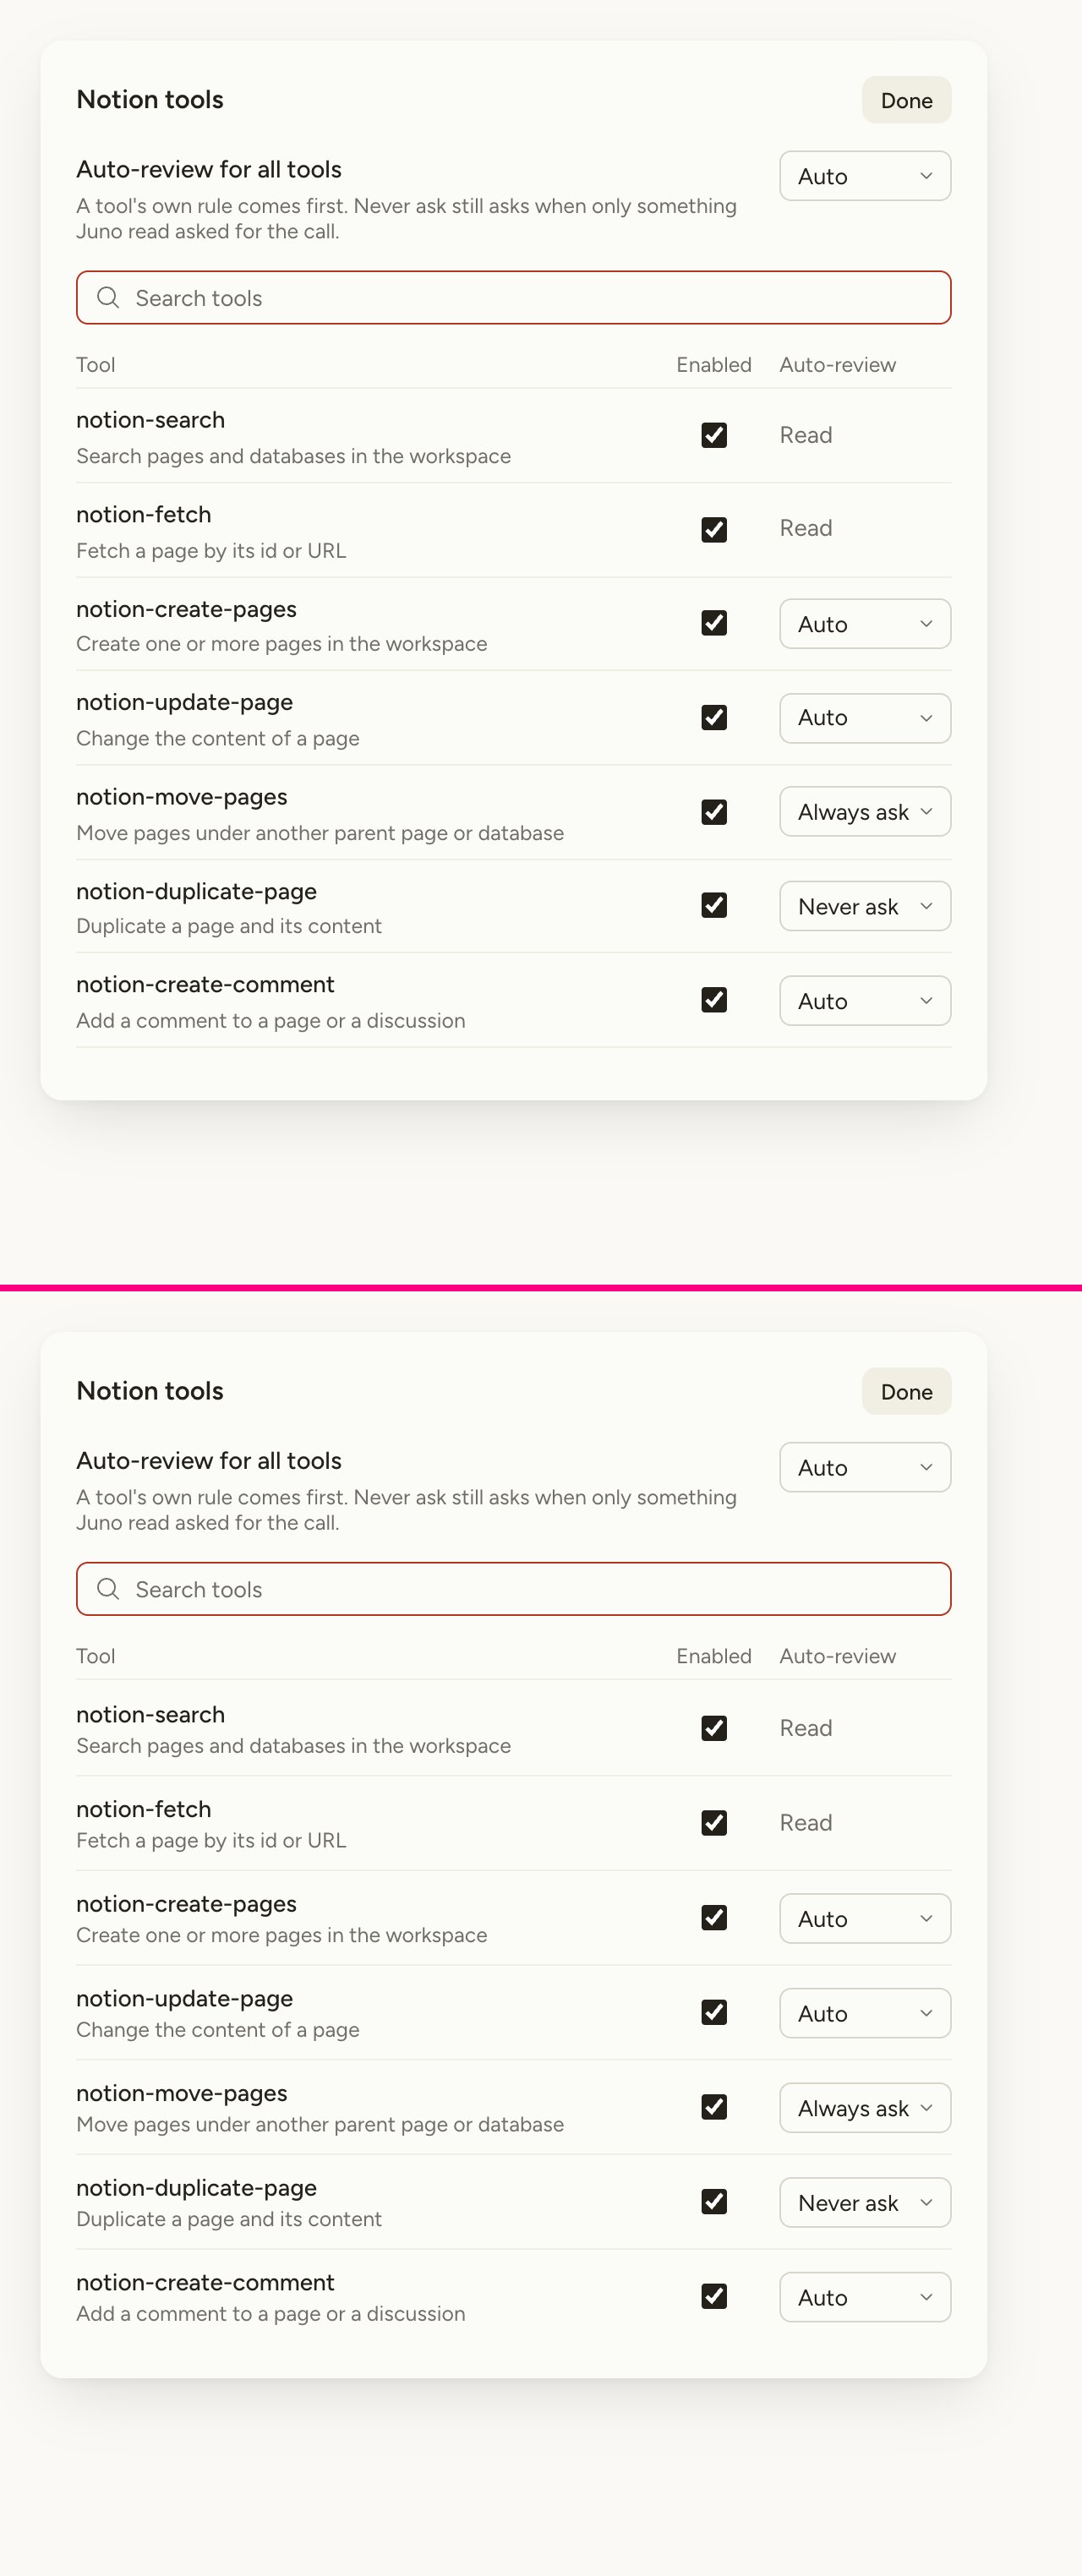 Notion tools
Done
Auto-review for all tools
Auto
A tool's own rule comes first. Never ask still asks when only something
Juno read asked for the call.
Search tools
Tool Enabled Auto-review
notion-search
Search pages and databases in the workspace
Read
notion-fetch
Fetch a page by its id or URL
Read
notion-create-pages
Create one or more pages in the workspace
Auto
notion-update-page
Change the content of a page
Auto
notion-move-pages
Move pages under another parent page or database
Always ask
notion-duplicate-page
Duplicate a page and its content
Never ask
notion-create-comment
Add a comment to a page or a discussion
Auto
Notion tools
Done
Auto-review for all tools
Auto
A tool's own rule comes first. Never ask still asks when only something
Juno read asked for the call.
Search tools
Tool Enabled Auto-review
notion-search
Search pages and databases in the workspace
Read
notion-fetch
Fetch a page by its id or URL
Read
notion-create-pages
Create one or more pages in the workspace
Auto
notion-update-page
Change the content of a page
Auto
notion-move-pages
Move pages under another parent page or database
Always ask
notion-duplicate-page
Duplicate a page and its content
Never ask
notion-create-comment
Add a comment to a page or a discussion
Auto